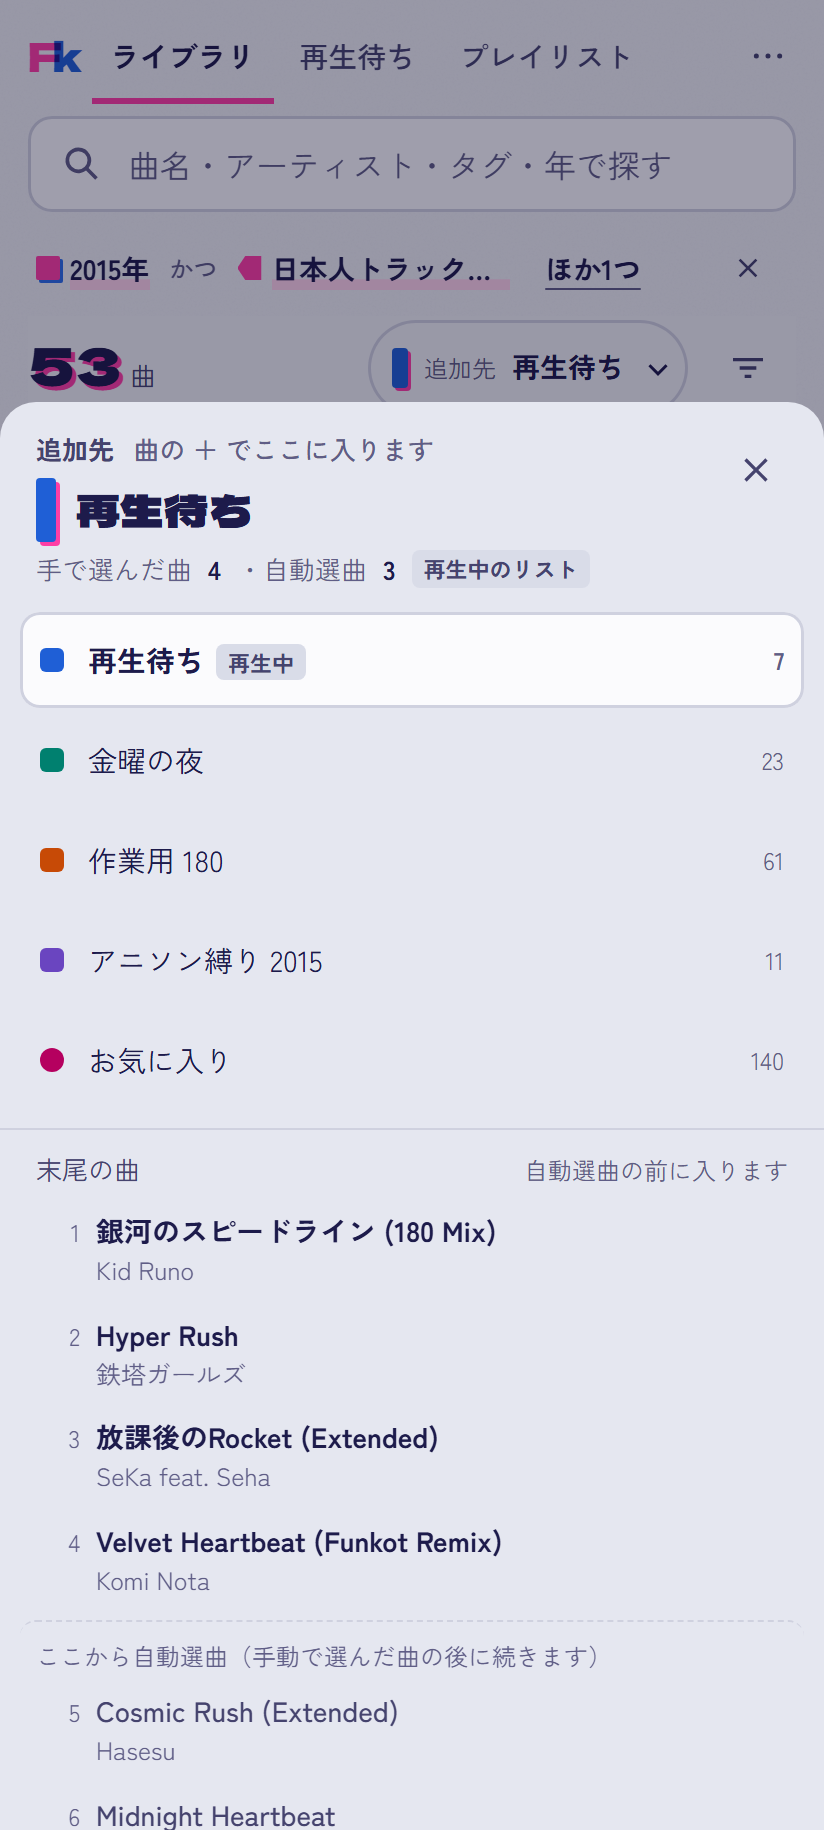 Fk ライブラリ 再生待ち プレイリスト …
曲名・アーティスト・タグ・年で探す
2015年 かつ 日本人トラック… ほか1つ ×
53 曲 追加先 再生待ち
追加先 曲の ＋ でここに入ります ×
再生待ち
手で選んだ曲 4 ・自動選曲 3 再生中のリスト
再生待ち 再生中 7
金曜の夜 23
作業用 180 61
アニソン縛り 2015 11
お気に入り 140
末尾の曲 自動選曲の前に入ります
1 銀河のスピードライン (180 Mix)
Kid Runo
2 Hyper Rush
鉄塔ガールズ
3 放課後のRocket (Extended)
SeKa feat. Seha
4 Velvet Heartbeat (Funkot Remix)
Komi Nota
ここから自動選曲（手動で選んだ曲の後に続きます）
5 Cosmic Rush (Extended)
Hasesu
6 Midnight Heartbeat